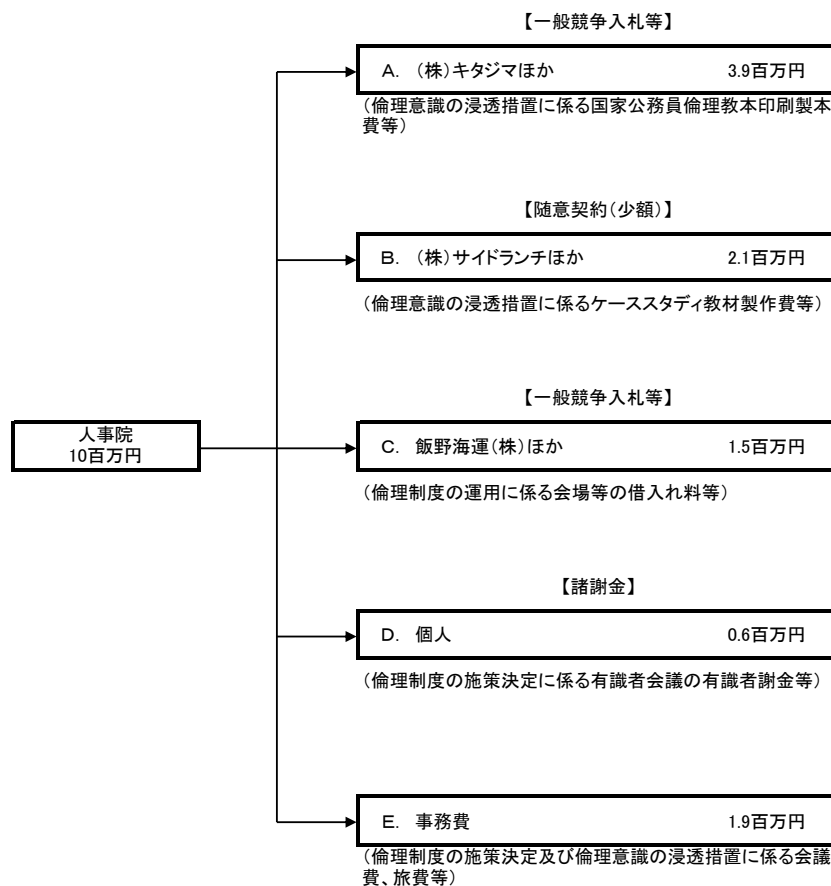 【一般競争入札等】
A. （株）キタジマほか 3.9百万円
（倫理意識の浸透措置に係る国家公務員倫理教本印刷製本
費等）
【随意契約（少額）】
B. （株）サイドランチほか 2.1百万円
（倫理意識の浸透措置に係るケーススタディ教材製作費等）
【一般競争入札等】
人事院
10百万円
C. 飯野海運（株）ほか 1.5百万円
（倫理制度の運用に係る会場等の借入れ料等）
【諸謝金】
D. 個人 0.6百万円
（倫理制度の施策決定に係る有識者会議の有識者謝金等）
E. 事務費 1.9百万円
（倫理制度の施策決定及び倫理意識の浸透措置に係る会議
費、旅費等）